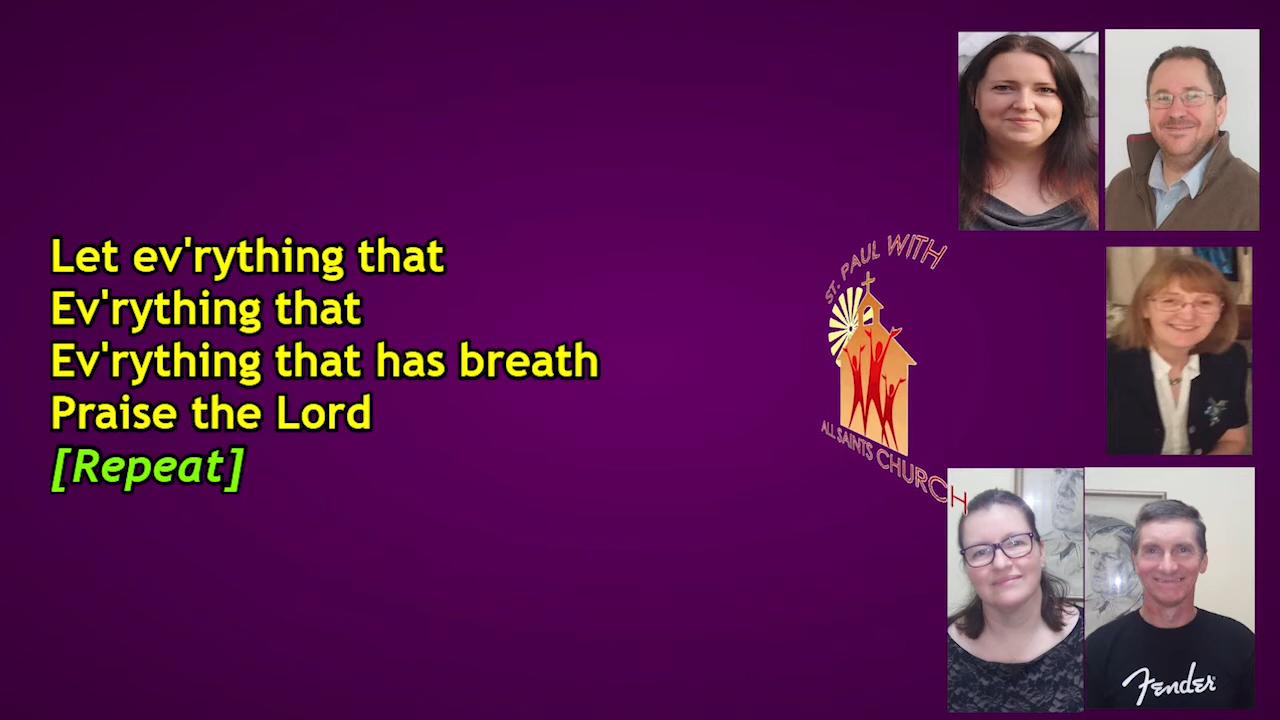 Let ev'rything that
Ev'rything that
Ev'rything that has breath
Praise the Lord
[Repeat]
ST. PAUL WITH
ALL SAINTS CHURCH
Fender